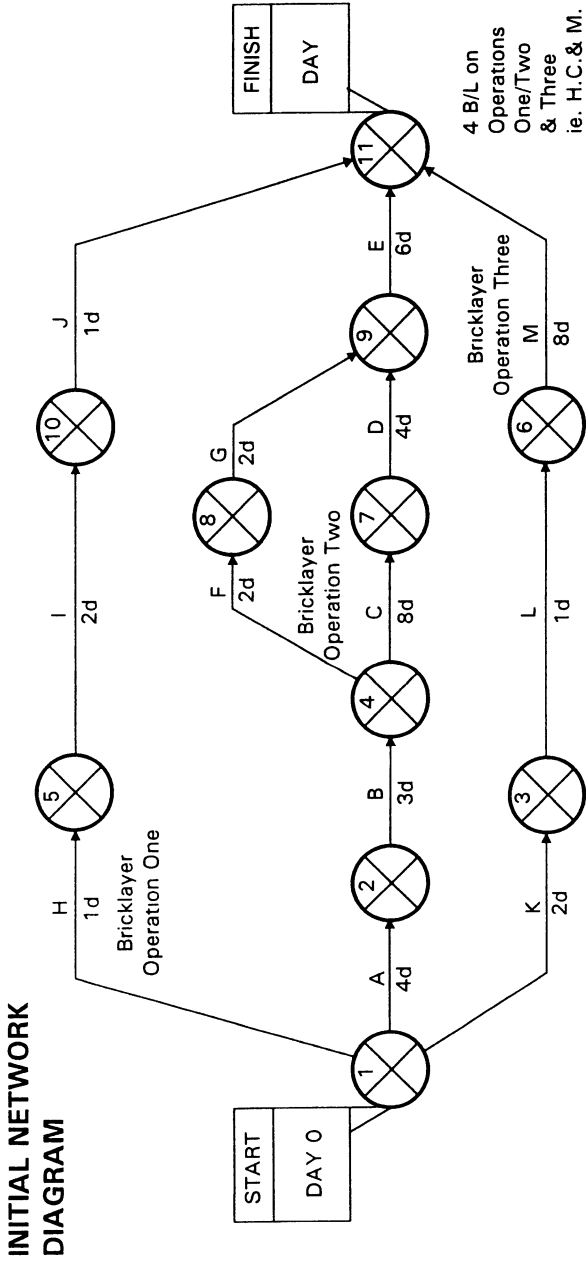 INITIAL NETWORK
DIAGRAM
START
DAY 0
FINISH
DAY
H
1d
Bricklayer
Operation One
5
I
2d
10
J
1d
F
2d
8
G
2d
Bricklayer
Operation Two
1
A
4d
2
B
3d
4
C
8d
7
D
4d
9
E
6d
11
K
2d
3
L
1d
6
Bricklayer
Operation Three
M
8d
4 B/L on
Operations
One/Two
& Three
ie. H.C.& M.